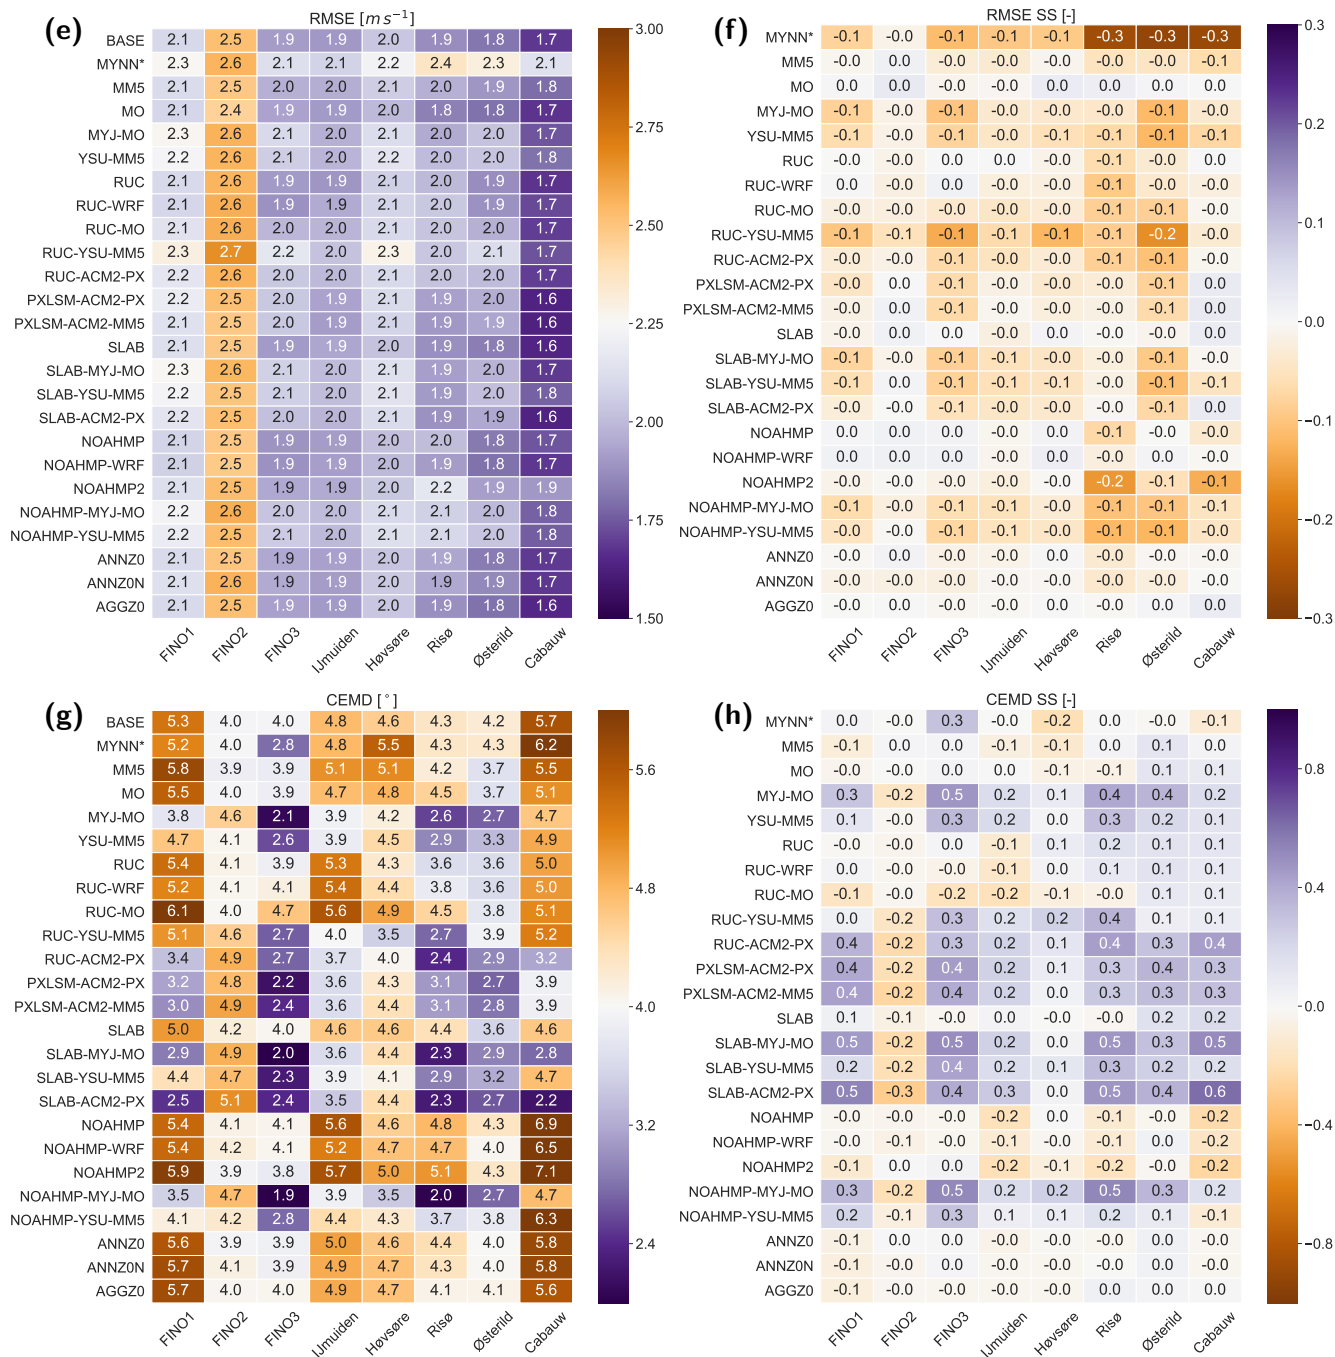 (e)
RMSE [m s⁻¹]
BASE 2.1 2.5 1.9 1.9 2.0 1.9 1.8 1.7
MYNN* 2.3 2.6 2.1 2.1 2.2 2.4 2.3 2.1
MM5 2.1 2.5 2.0 2.0 2.1 2.0 1.9 1.8
MO 2.1 2.4 1.9 1.9 2.0 1.8 1.8 1.7
MYJ-MO 2.3 2.6 2.1 2.0 2.1 2.0 2.0 1.7
YSU-MM5 2.2 2.6 2.1 2.0 2.2 2.0 2.0 1.8
RUC 2.1 2.6 1.9 1.9 2.1 2.0 1.9 1.7
RUC-WRF 2.1 2.6 1.9 1.9 2.1 2.0 1.9 1.7
RUC-MO 2.1 2.6 2.0 2.0 2.1 2.0 2.0 1.7
RUC-YSU-MM5 2.3 2.7 2.2 2.0 2.3 2.0 2.1 1.7
RUC-ACM2-PX 2.2 2.6 2.0 2.0 2.1 2.0 2.0 1.7
PXLSM-ACM2-PX 2.2 2.5 2.0 1.9 2.1 1.9 2.0 1.6
PXLSM-ACM2-MM5 2.1 2.5 2.0 1.9 2.1 1.9 1.9 1.6
SLAB 2.1 2.5 1.9 1.9 2.0 1.9 1.8 1.6
SLAB-MYJ-MO 2.3 2.6 2.1 2.0 2.1 1.9 2.0 1.7
SLAB-YSU-MM5 2.2 2.5 2.1 2.0 2.1 1.9 2.0 1.8
SLAB-ACM2-PX 2.2 2.5 2.0 2.0 2.1 1.9 1.9 1.6
NOAHMP 2.1 2.5 1.9 1.9 2.0 2.0 1.8 1.7
NOAHMP-WRF 2.1 2.5 1.9 1.9 2.0 1.9 1.8 1.7
NOAHMP2 2.1 2.5 1.9 1.9 2.0 2.2 1.9 1.9
NOAHMP-MYJ-MO 2.2 2.6 2.0 2.0 2.1 2.1 2.0 1.8
NOAHMP-YSU-MM5 2.2 2.5 2.1 2.0 2.1 2.1 2.0 1.8
ANNZ0 2.1 2.5 1.9 1.9 2.0 1.9 1.8 1.7
ANNZ0N 2.1 2.6 1.9 1.9 2.0 1.9 1.9 1.7
AGGZ0 2.1 2.5 1.9 1.9 2.0 1.9 1.8 1.6
FINO1 FINO2 FINO3 IJmuiden Høvsøre Risø Østerild Cabauw
3.00
2.75
2.50
2.25
2.00
1.75
1.50
(f)
RMSE SS [-]
MYNN* -0.1 -0.0 -0.1 -0.1 -0.1 -0.3 -0.3 -0.3
MM5 -0.0 0.0 -0.0 -0.0 -0.0 -0.0 -0.0 -0.1
MO 0.0 0.0 -0.0 -0.0 0.0 0.0 0.0 0.0
MYJ-MO -0.1 -0.0 -0.1 -0.0 -0.0 -0.0 -0.1 -0.0
YSU-MM5 -0.1 -0.0 -0.1 -0.0 -0.1 -0.1 -0.1 -0.1
RUC -0.0 -0.0 0.0 0.0 -0.0 -0.1 -0.0 0.0
RUC-WRF 0.0 -0.0 0.0 -0.0 -0.0 -0.1 -0.0 -0.0
RUC-MO -0.0 -0.0 -0.0 -0.0 -0.0 -0.1 -0.1 -0.0
RUC-YSU-MM5 -0.1 -0.1 -0.1 -0.1 -0.1 -0.1 -0.2 -0.0
RUC-ACM2-PX -0.0 -0.0 -0.1 -0.0 -0.0 -0.1 -0.1 -0.0
PXLSM-ACM2-PX -0.0 0.0 -0.1 -0.0 -0.0 -0.0 -0.1 0.0
PXLSM-ACM2-MM5 -0.0 0.0 -0.1 -0.0 -0.0 -0.0 -0.1 0.0
SLAB -0.0 0.0 0.0 -0.0 0.0 -0.0 -0.0 0.0
SLAB-MYJ-MO -0.1 -0.0 -0.1 -0.1 -0.0 -0.0 -0.1 -0.0
SLAB-YSU-MM5 -0.1 0.0 -0.1 -0.1 -0.1 -0.0 -0.1 -0.1
SLAB-ACM2-PX -0.0 -0.0 -0.1 -0.1 -0.0 -0.0 -0.1 0.0
NOAHMP 0.0 0.0 0.0 -0.0 0.0 -0.1 -0.0 -0.0
NOAHMP-WRF 0.0 0.0 0.0 -0.0 0.0 -0.0 0.0 -0.0
NOAHMP2 -0.0 0.0 -0.0 -0.0 -0.0 -0.2 -0.1 -0.1
NOAHMP-MYJ-MO -0.1 -0.0 -0.1 -0.1 -0.0 -0.1 -0.1 -0.1
NOAHMP-YSU-MM5 -0.0 0.0 -0.1 -0.1 -0.0 -0.1 -0.1 -0.0
ANNZ0 -0.0 -0.0 0.0 -0.0 -0.0 -0.0 -0.0 -0.0
ANNZ0N -0.0 -0.0 -0.0 -0.0 -0.0 -0.0 -0.0 -0.0
AGGZ0 -0.0 -0.0 -0.0 -0.0 -0.0 -0.0 0.0 0.0
FINO1 FINO2 FINO3 IJmuiden Høvsøre Risø Østerild Cabauw
0.3
0.2
0.1
0.0
-0.1
-0.2
-0.3
(g)
CEMD [°]
BASE 5.3 4.0 4.0 4.8 4.6 4.3 4.2 5.7
MYNN* 5.2 4.0 2.8 4.8 5.5 4.3 4.3 6.2
MM5 5.8 3.9 3.9 5.1 5.1 4.2 3.7 5.5
MO 5.5 4.0 3.9 4.7 4.8 4.5 3.7 5.1
MYJ-MO 3.8 4.6 2.1 3.9 4.2 2.6 2.7 4.7
YSU-MM5 4.7 4.1 2.6 3.9 4.5 2.9 3.3 4.9
RUC 5.4 4.1 3.9 5.3 4.3 3.6 3.6 5.0
RUC-WRF 5.2 4.1 4.1 5.4 4.4 3.8 3.6 5.0
RUC-MO 6.1 4.0 4.7 5.6 4.9 4.5 3.8 5.1
RUC-YSU-MM5 5.1 4.6 2.7 4.0 3.5 2.7 3.9 5.2
RUC-ACM2-PX 3.4 4.9 2.7 3.7 4.0 2.4 2.9 3.2
PXLSM-ACM2-PX 3.2 4.8 2.2 3.6 4.3 3.1 2.7 3.9
PXLSM-ACM2-MM5 3.0 4.9 2.4 3.6 4.4 3.1 2.8 3.9
SLAB 5.0 4.2 4.0 4.6 4.6 4.4 3.6 4.6
SLAB-MYJ-MO 2.9 4.9 2.0 3.6 4.4 2.3 2.9 2.8
SLAB-YSU-MM5 4.4 4.7 2.3 3.9 4.1 2.9 3.2 4.7
SLAB-ACM2-PX 2.5 5.1 2.4 3.5 4.4 2.3 2.7 2.2
NOAHMP 5.4 4.1 4.1 5.6 4.6 4.8 4.3 6.9
NOAHMP-WRF 5.4 4.2 4.1 5.2 4.7 4.7 4.0 6.5
NOAHMP2 5.9 3.9 3.8 5.7 5.0 5.1 4.3 7.1
NOAHMP-MYJ-MO 3.5 4.7 1.9 3.9 3.5 2.0 2.7 4.7
NOAHMP-YSU-MM5 4.1 4.2 2.8 4.4 4.3 3.7 3.8 6.3
ANNZ0 5.6 3.9 3.9 5.0 4.6 4.4 4.0 5.8
ANNZ0N 5.7 4.1 3.9 4.9 4.7 4.3 4.0 5.8
AGGZ0 5.7 4.0 4.0 4.9 4.7 4.1 4.1 5.6
FINO1 FINO2 FINO3 IJmuiden Høvsøre Risø Østerild Cabauw
5.6
4.8
4.0
3.2
2.4
(h)
CEMD SS [-]
MYNN* 0.0 -0.0 0.3 -0.0 -0.2 0.0 -0.0 -0.1
MM5 -0.1 0.0 0.0 -0.1 -0.1 0.0 0.1 0.0
MO -0.0 0.0 0.0 0.0 -0.1 -0.1 0.1 0.1
MYJ-MO 0.3 -0.2 0.5 0.2 0.1 0.4 0.4 0.2
YSU-MM5 0.1 -0.0 0.3 0.2 0.0 0.3 0.2 0.1
RUC -0.0 -0.0 0.0 -0.1 0.1 0.2 0.1 0.1
RUC-WRF 0.0 -0.0 -0.0 -0.1 0.0 0.1 0.1 0.1
RUC-MO -0.1 -0.0 -0.2 -0.2 -0.1 -0.0 0.1 0.1
RUC-YSU-MM5 0.0 -0.2 0.3 0.2 0.2 0.4 0.1 0.1
RUC-ACM2-PX 0.4 -0.2 0.3 0.2 0.1 0.4 0.3 0.4
PXLSM-ACM2-PX 0.4 -0.2 0.4 0.2 0.1 0.3 0.4 0.3
PXLSM-ACM2-MM5 0.4 -0.2 0.4 0.2 0.0 0.3 0.3 0.3
SLAB 0.1 -0.1 -0.0 0.0 -0.0 -0.0 0.2 0.2
SLAB-MYJ-MO 0.5 -0.2 0.5 0.2 0.0 0.5 0.3 0.5
SLAB-YSU-MM5 0.2 -0.2 0.4 0.2 0.1 0.3 0.2 0.2
SLAB-ACM2-PX 0.5 -0.3 0.4 0.3 0.0 0.5 0.4 0.6
NOAHMP -0.0 -0.0 -0.0 -0.2 0.0 -0.1 -0.0 -0.2
NOAHMP-WRF -0.0 -0.1 -0.0 -0.1 -0.0 -0.1 0.0 -0.2
NOAHMP2 -0.1 0.0 0.0 -0.2 -0.1 -0.2 -0.0 -0.2
NOAHMP-MYJ-MO 0.3 -0.2 0.5 0.2 0.2 0.5 0.3 0.2
NOAHMP-YSU-MM5 0.2 -0.1 0.3 0.1 0.1 0.2 0.1 -0.1
ANNZ0 -0.1 0.0 0.0 -0.0 -0.0 -0.0 0.0 -0.0
ANNZ0N -0.1 -0.0 0.0 -0.0 -0.0 -0.0 0.0 -0.0
AGGZ0 -0.1 -0.0 -0.0 -0.0 -0.0 0.0 0.0 0.0
FINO1 FINO2 FINO3 IJmuiden Høvsøre Risø Østerild Cabauw
0.8
0.4
0.0
-0.4
-0.8